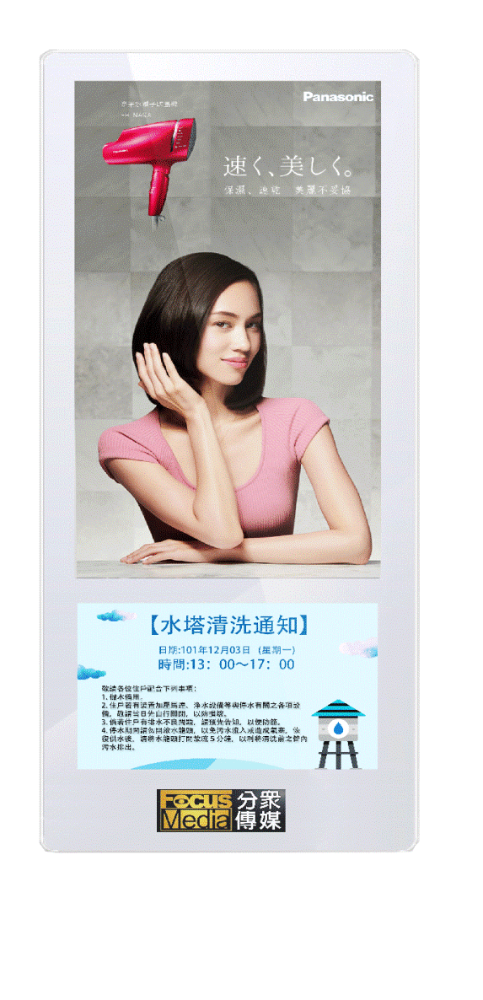 Panasonic
速く、美しく。
保濕、速乾 美麗不妥協
【水塔清洗通知】
日期:101年12月03日 (星期一)
時間:13：00～17：00
敬請各位住戶配合下列事項：
1. 儲水備用。
2. 住戶若有裝置加壓馬達、淨水設備等與停水有關之各項設
備，敬請當日先自行關閉，以防損壞。
3. 倘若住戶有排水不良問題，請預先告知，以便防範。
4. 停水期間請勿開啟水龍頭，以免污水流入或造成氣塞，恢
復供水後，請將水龍頭打開放流 5 分鐘，以利將清洗前之管內
污水排出。
Focus 分眾
Media 傳媒